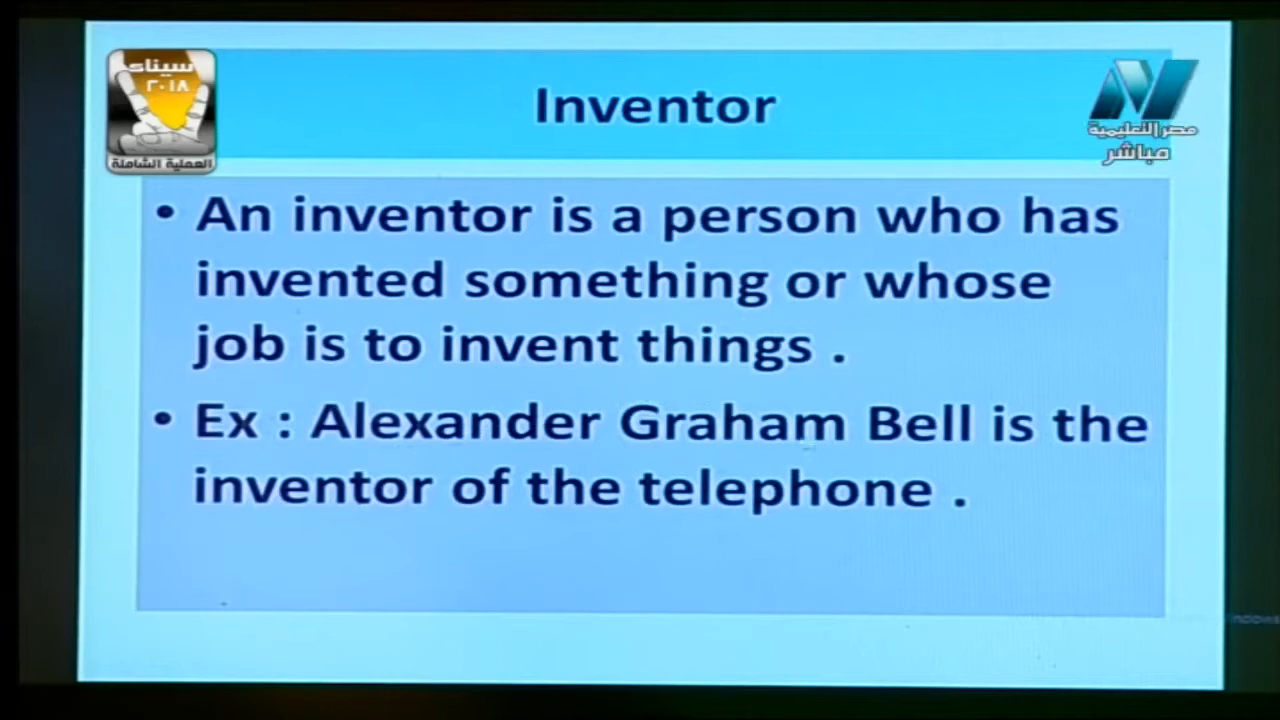 سيناء
٢٠١٨
العملية الشاملة
Inventor
مصر التعليمية
مباشر
• An inventor is a person who has
invented something or whose
job is to invent things .
• Ex : Alexander Graham Bell is the
inventor of the telephone .